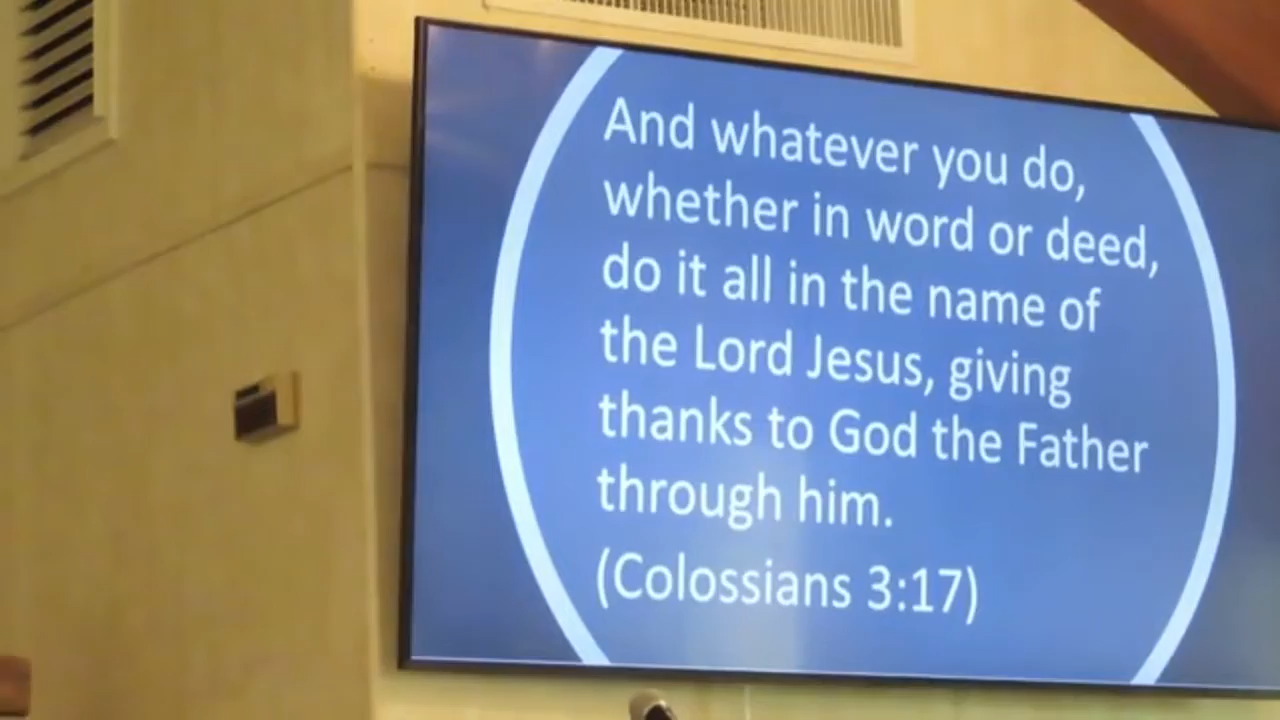 And whatever you do,
whether in word or deed,
do it all in the name of
the Lord Jesus, giving
thanks to God the Father
through him.
(Colossians 3:17)